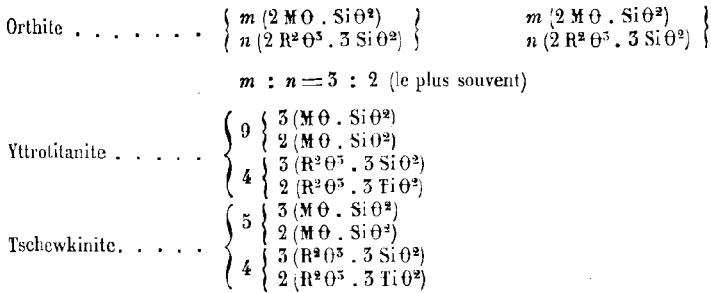 Orthite . . . . . . . { m (2 MΘ . SiΘ²) } m (2 MΘ . SiΘ²) }
{ n (2 R²Θ³ . 3 SiΘ²) } n (2 R²Θ³ . 3 SiΘ²) }
m : n = 3 : 2 (le plus souvent)
Yttrotitanite . . . . . { 9 { 3 (MΘ . SiΘ²)
2 (MΘ . SiΘ²)
4 { 3 (R²Θ³ . 3 SiΘ²)
2 (R²Θ³ . 3 TiΘ²)
Tschewkinite. . . . . { 5 { 3 (MΘ . SiΘ²)
2 (MΘ . SiΘ²)
4 { 3 (R²Θ³ . 3 SiΘ²)
2 (R²Θ³ . 3 TiΘ²)